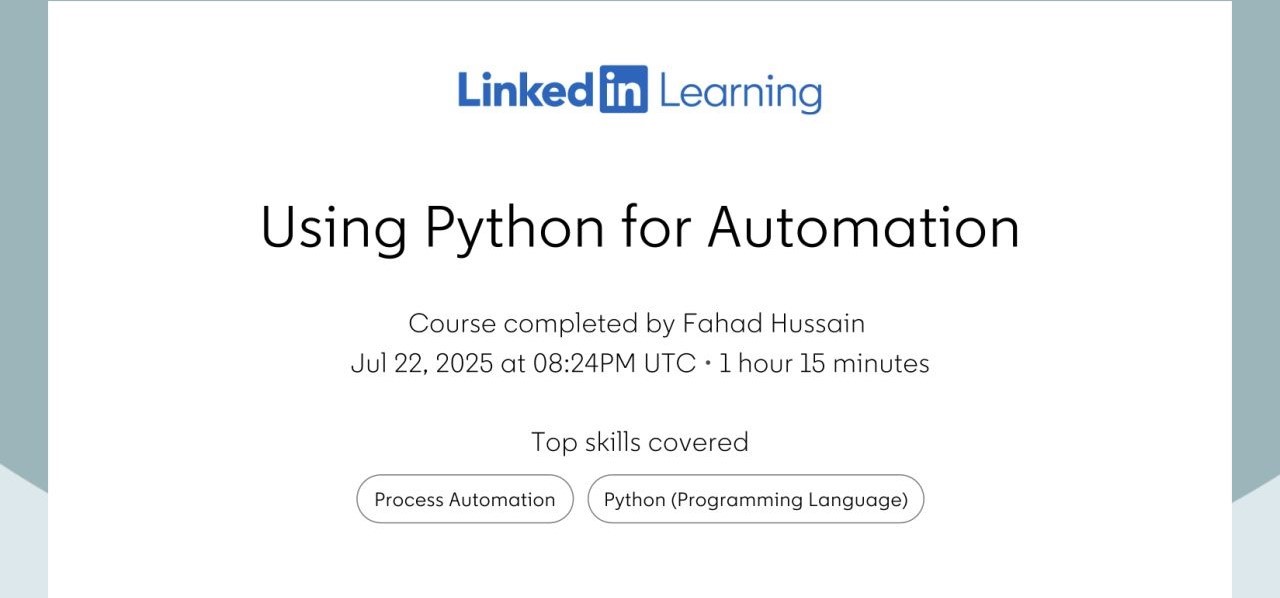 LinkedIn Learning
Using Python for Automation
Course completed by Fahad Hussain
Jul 22, 2025 at 08:24PM UTC • 1 hour 15 minutes
Top skills covered
Process Automation
Python (Programming Language)